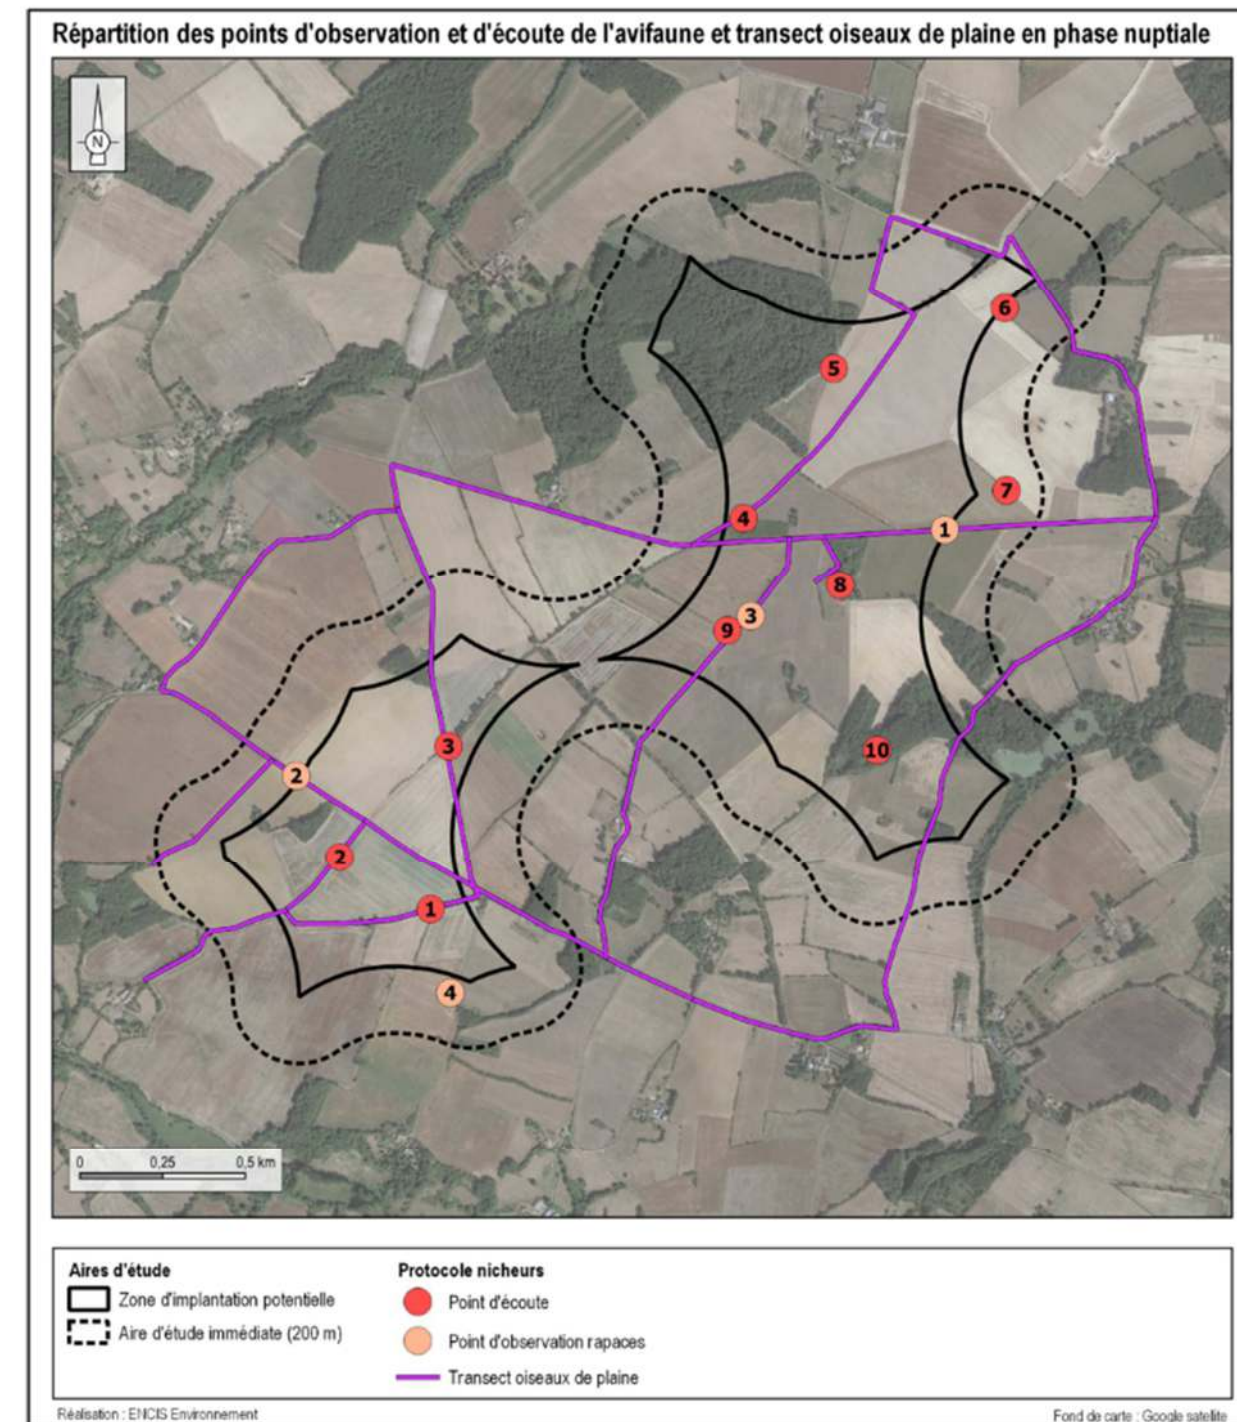 Répartition des points d'observation et d'écoute de l'avifaune et transect oiseaux de plaine en phase nuptiale
N
6
5
7
4
1
8
3
9
3
10
2
2
1
4
0 0,25 0,5 km
Aires d'étude
Zone d'implantation potentielle
Aire d'étude immédiate (200 m)
Protocole nicheurs
Point d'écoute
Point d'observation rapaces
Transect oiseaux de plaine
Réalisation : ENCIS Environnement
Fond de carte : Google satellite